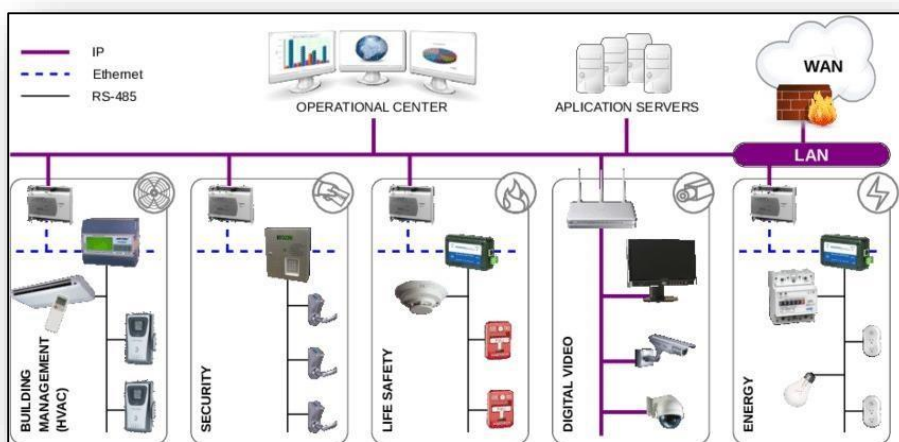 IP
Ethernet
RS-485
OPERATIONAL CENTER
APLICATION SERVERS
WAN
LAN
BUILDING
MANAGEMENT
(HVAC)
SECURITY
LIFE SAFETY
DIGITAL VIDEO
ENERGY